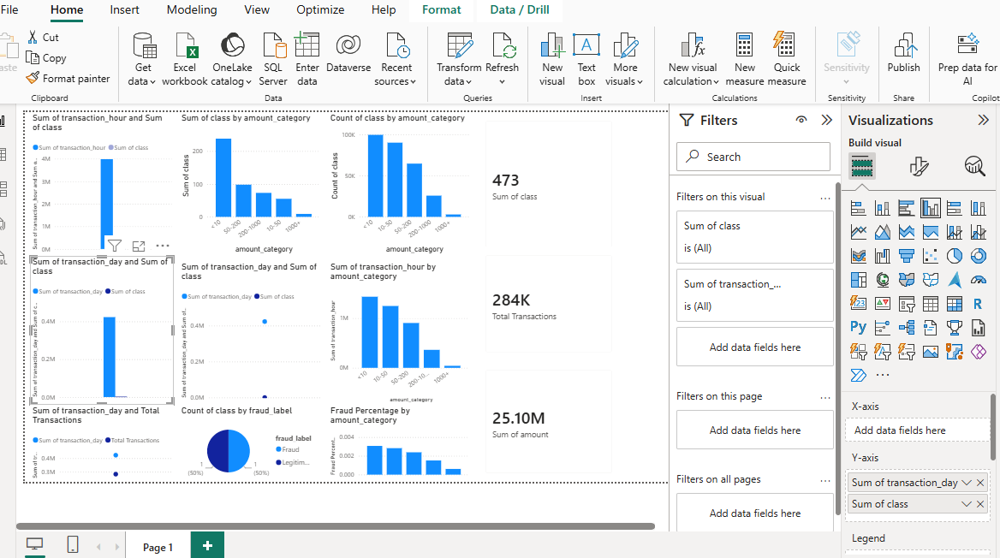 File Home Insert Modeling View Optimize Help Format Data / Drill
Cut
Copy
Format painter
Clipboard
Get data
Excel workbook
OneLake catalog
SQL Server
Enter data
Dataverse
Recent sources
Data
Transform data
Refresh
Queries
New visual
Text box
More visuals
Insert
New visual calculation
New measure
Quick measure
Calculations
Sensitivity
Sensitivity
Publish
Share
Prep data for AI
Copilot
Sum of transaction_hour and Sum
of class
Sum of transaction_hour Sum of class
4M
3M
2M
1M
0M
Sum of class by amount_category
Sum of class
200
100
0
<10 50-200 200-1000 10-50 1000+
amount_category
Count of class by amount_category
Count of class
100K
50K
0K
<10 10-50 50-200 200-1000 1000+
amount_category
473
Sum of class
Sum of transaction_day and Sum of
class
Sum of transaction_day Sum of class
0.4M
0.2M
0.0M
Sum of transaction_day and Sum of
class
Sum of transaction_day Sum of class
0.4M
0.2M
0.0M
Sum of transaction_hour by
amount_category
Sum of transaction_hour
1M
0M
<10 10-50 50-200 200-10... 1000+
amount_category
284K
Total Transactions
Sum of transaction_day and Total
Transactions
Sum of transaction_day Total Transactions
Sum of tr...
0.4M
0.3M
Count of class by fraud_label
1
(50%)
1
(50%)
fraud_label
Fraud
Legitim...
Fraud Percentage by
amount_category
Fraud Percent...
0.004
0.002
0.000
25.10M
Sum of amount
Filters
Search
Filters on this visual ...
Sum of class
is (All)
Sum of transaction_...
is (All)
Add data fields here
Filters on this page ...
Add data fields here
Filters on all pages ...
Add data fields here
Visualizations
Build visual
123
R
Py
...
X-axis
Add data fields here
Y-axis
Sum of transaction_day
Sum of class
Legend
Page 1
+